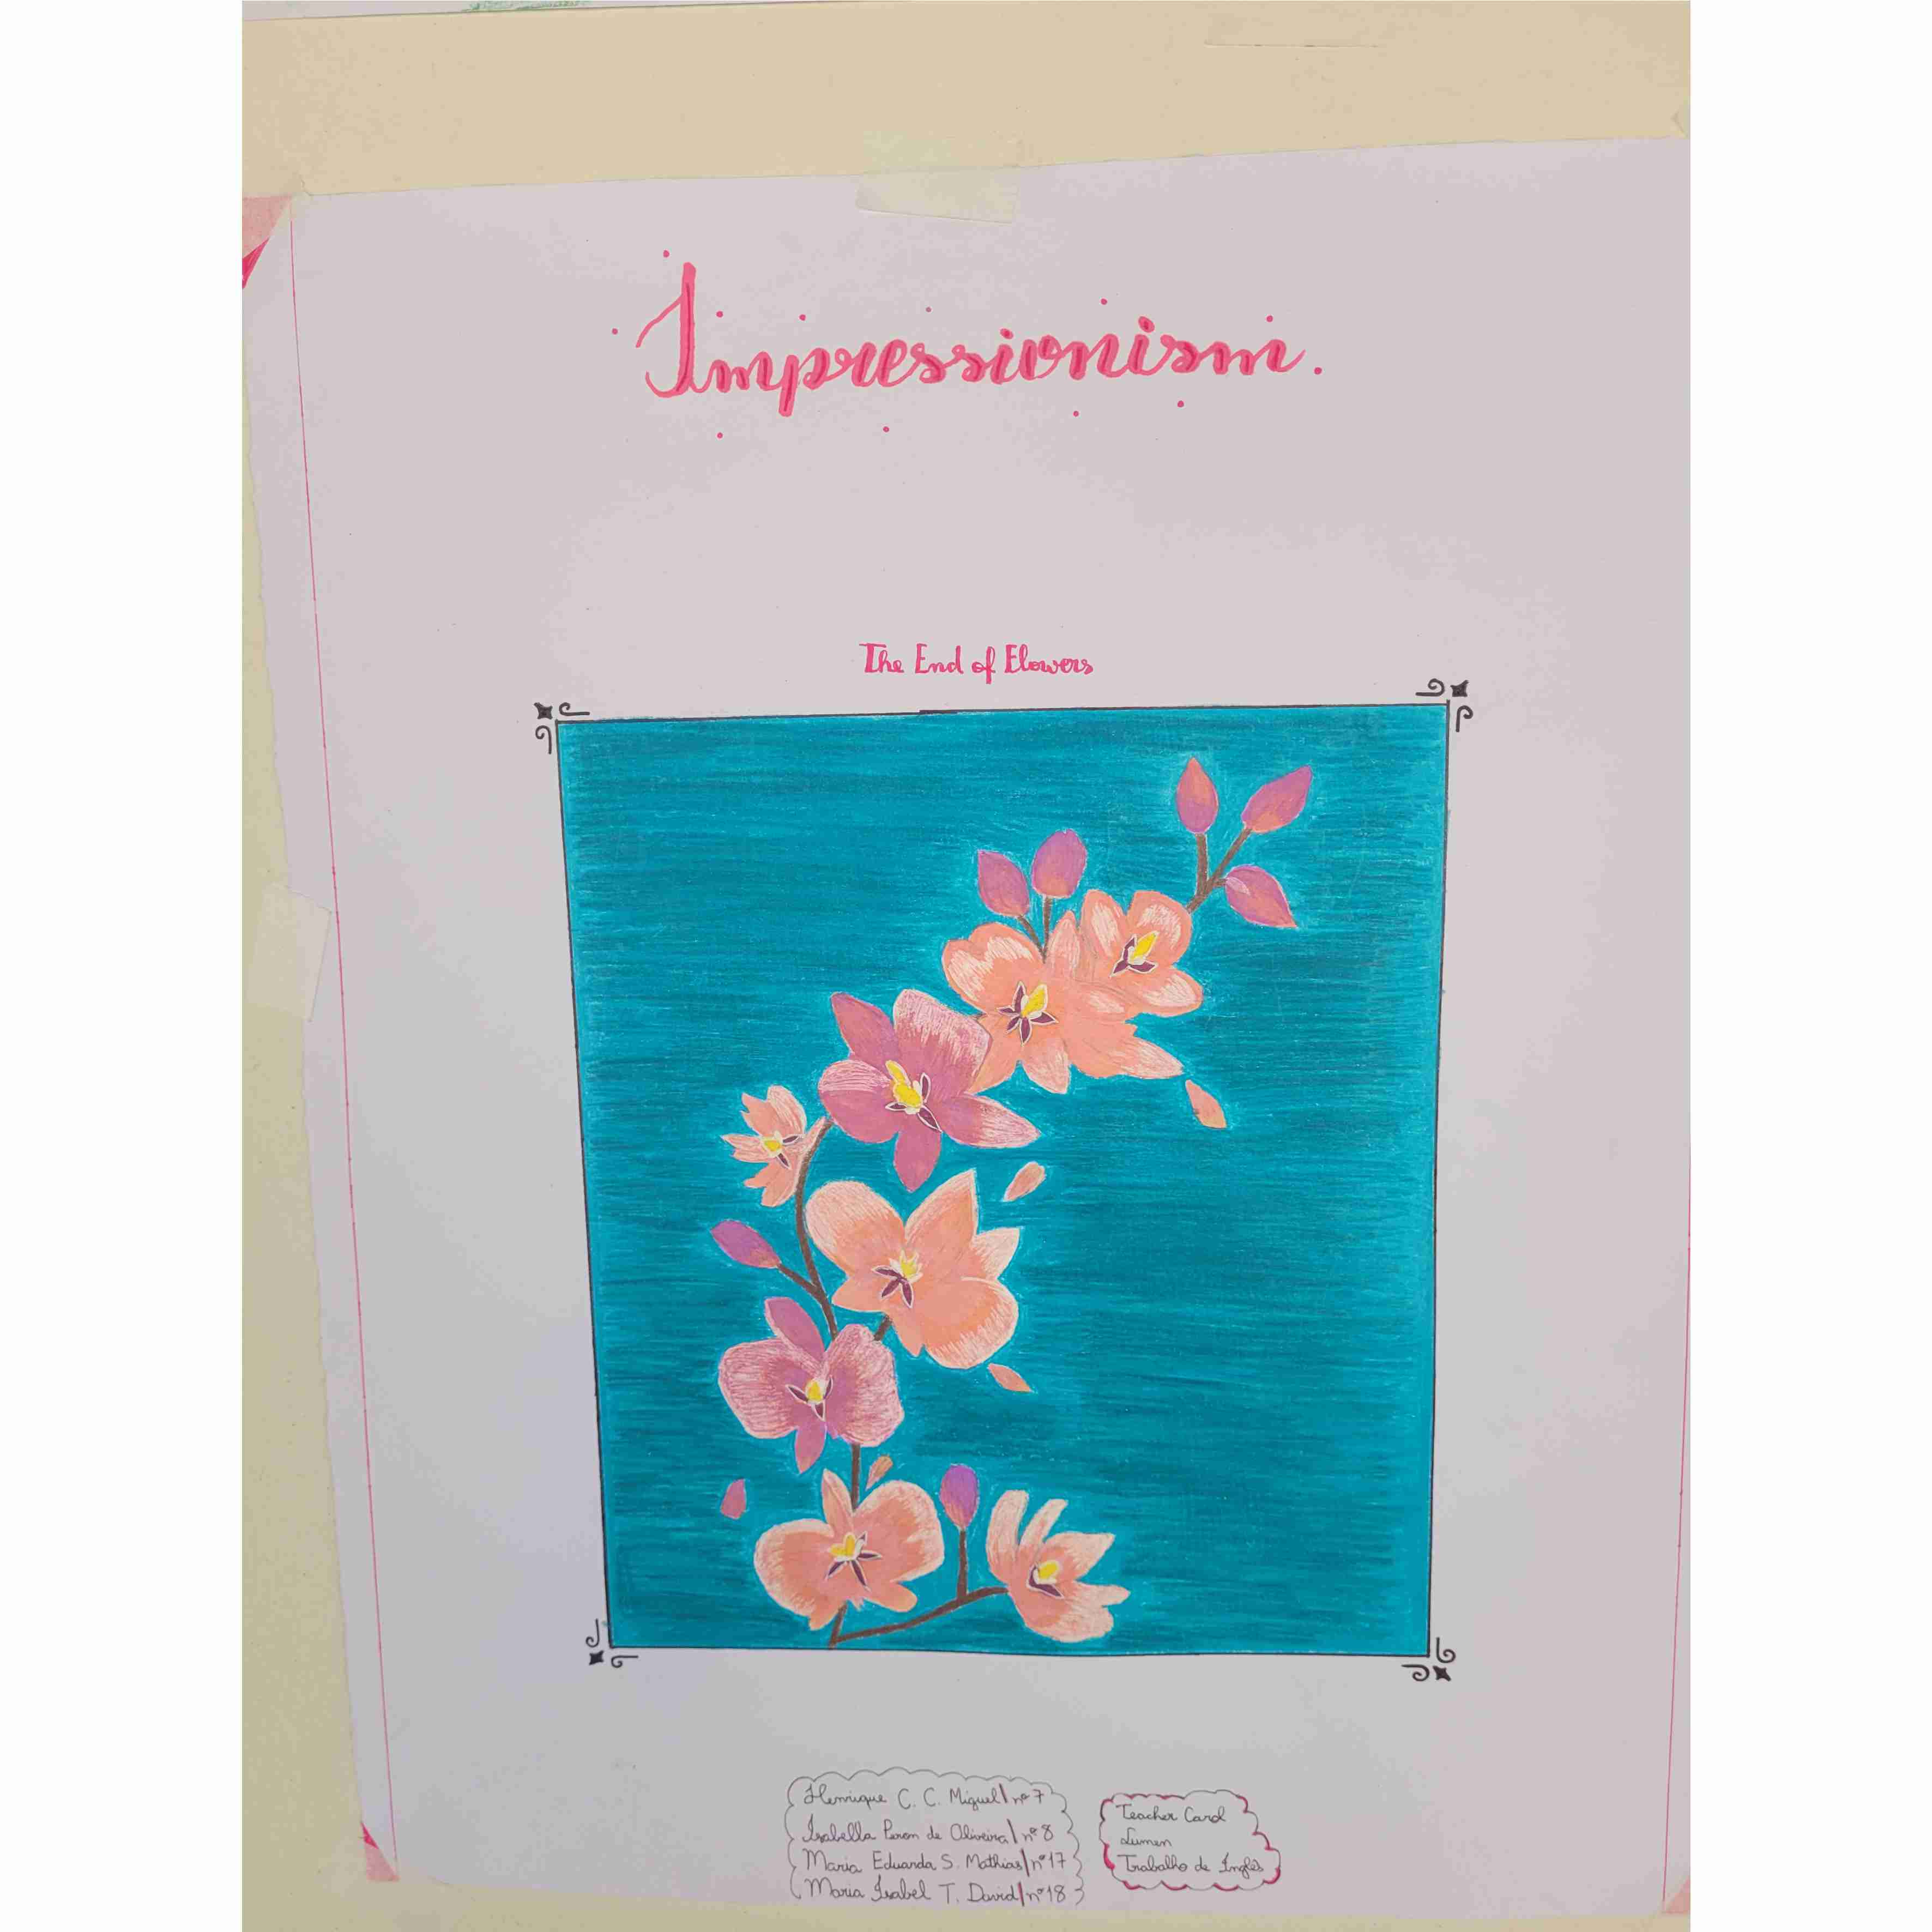 Impressionism.
The End of Flowers
Henrique C. C. Miguel | nº 7
Isabella Peron de Oliveira | nº 8
Maria Eduarda S. Mathias | nº 17
Maria Isabel T. David | nº 18
Teacher Carol
Lumen
Trabalho de Inglês